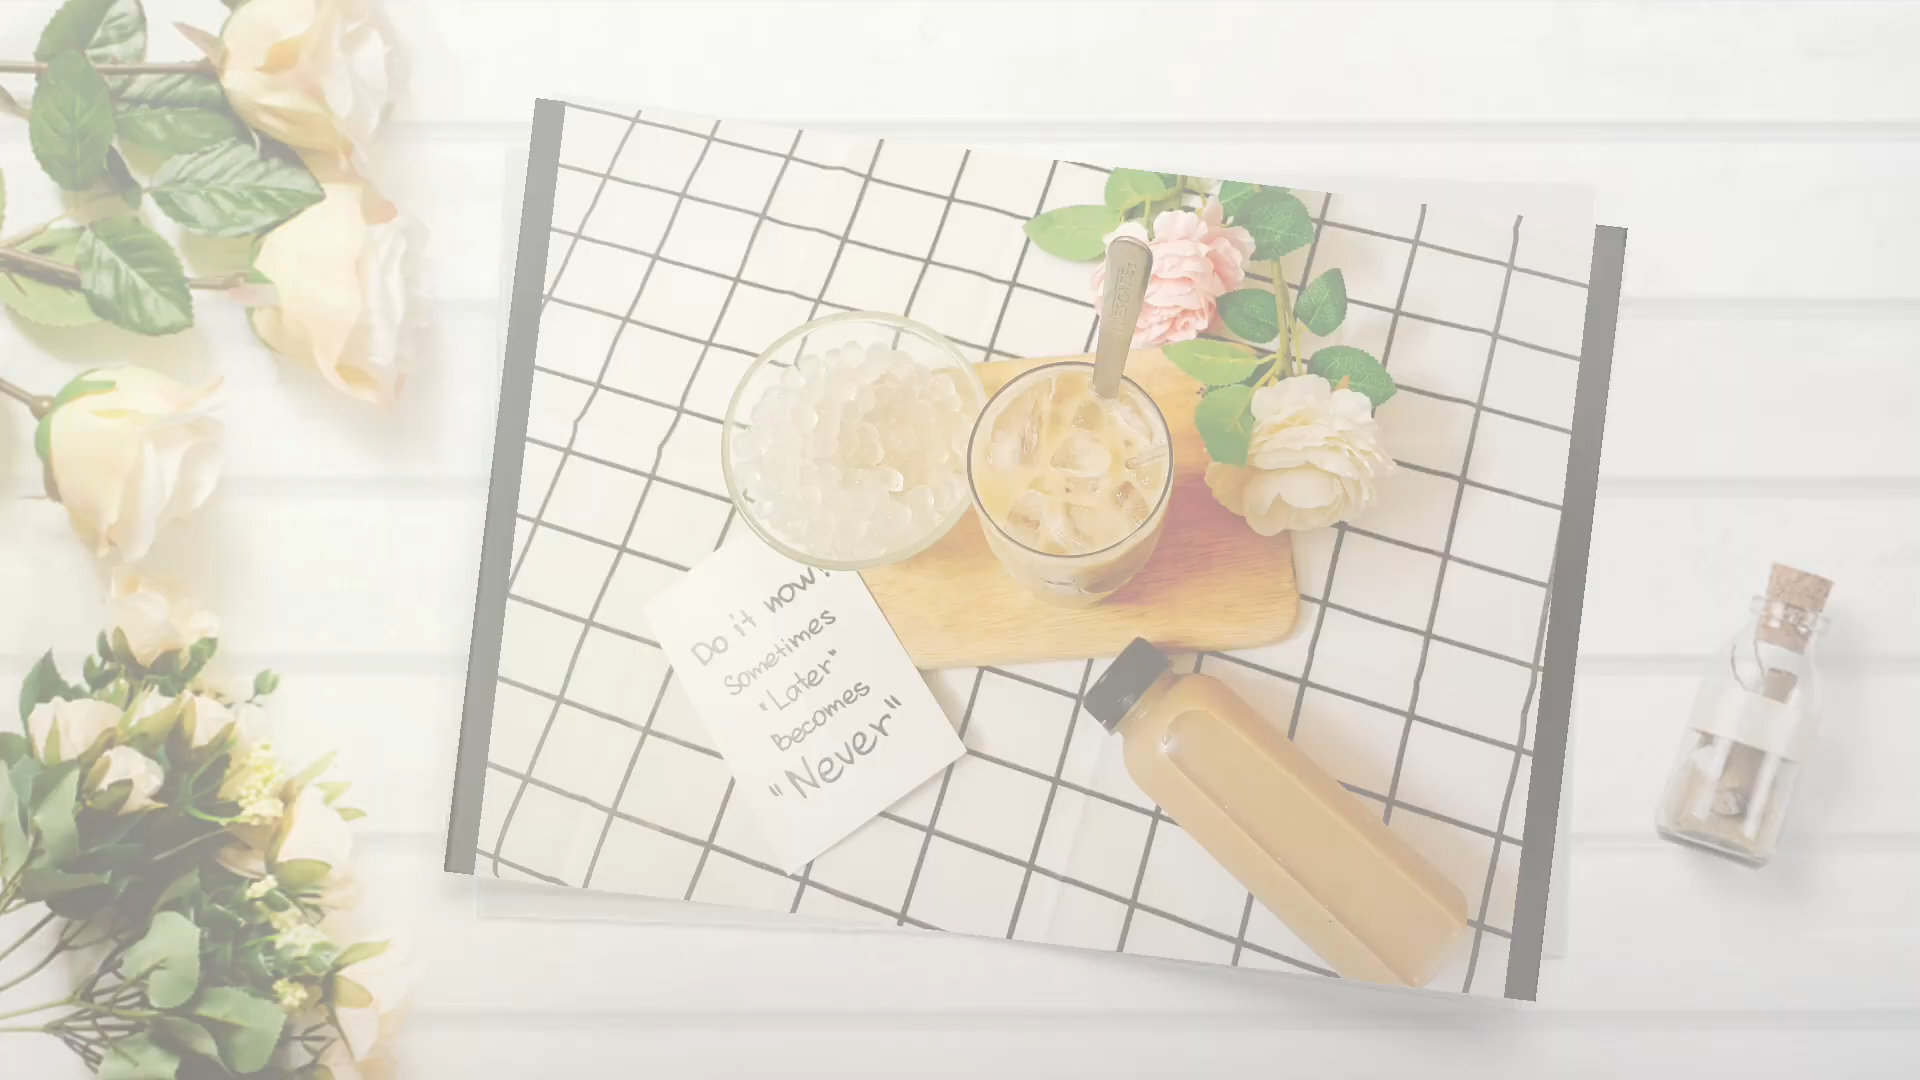 Do it now!
Sometimes
"Later"
becomes
"Never"